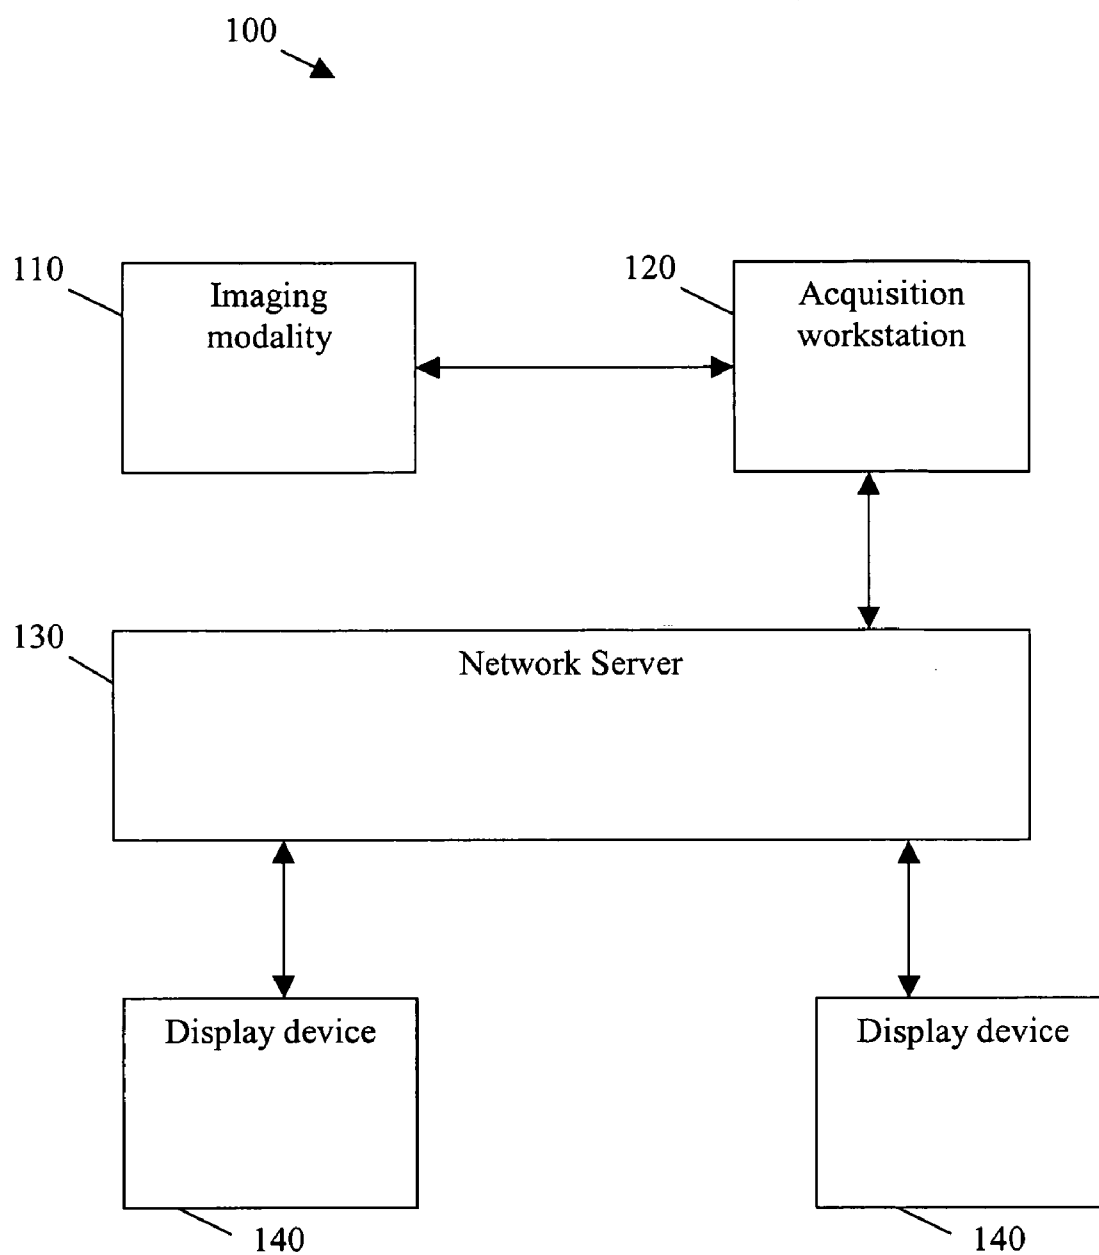 100
110
Imaging
modality
120
Acquisition
workstation
130
Network Server
Display device
Display device
140
140